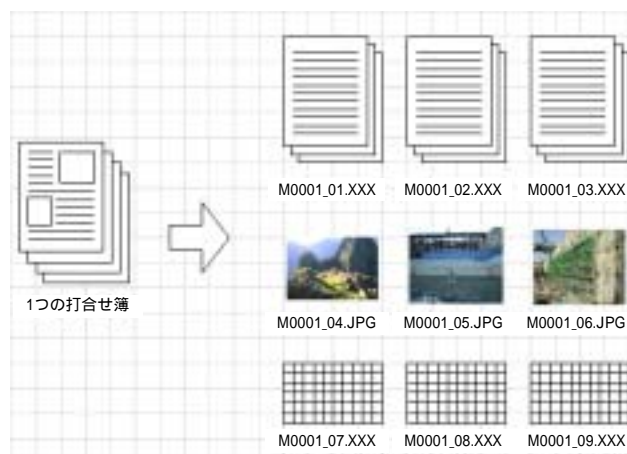 M0001_01.XXX M0001_02.XXX M0001_03.XXX
1つの打合せ簿
M0001_04.JPG M0001_05.JPG M0001_06.JPG
M0001_07.XXX M0001_08.XXX M0001_09.XXX